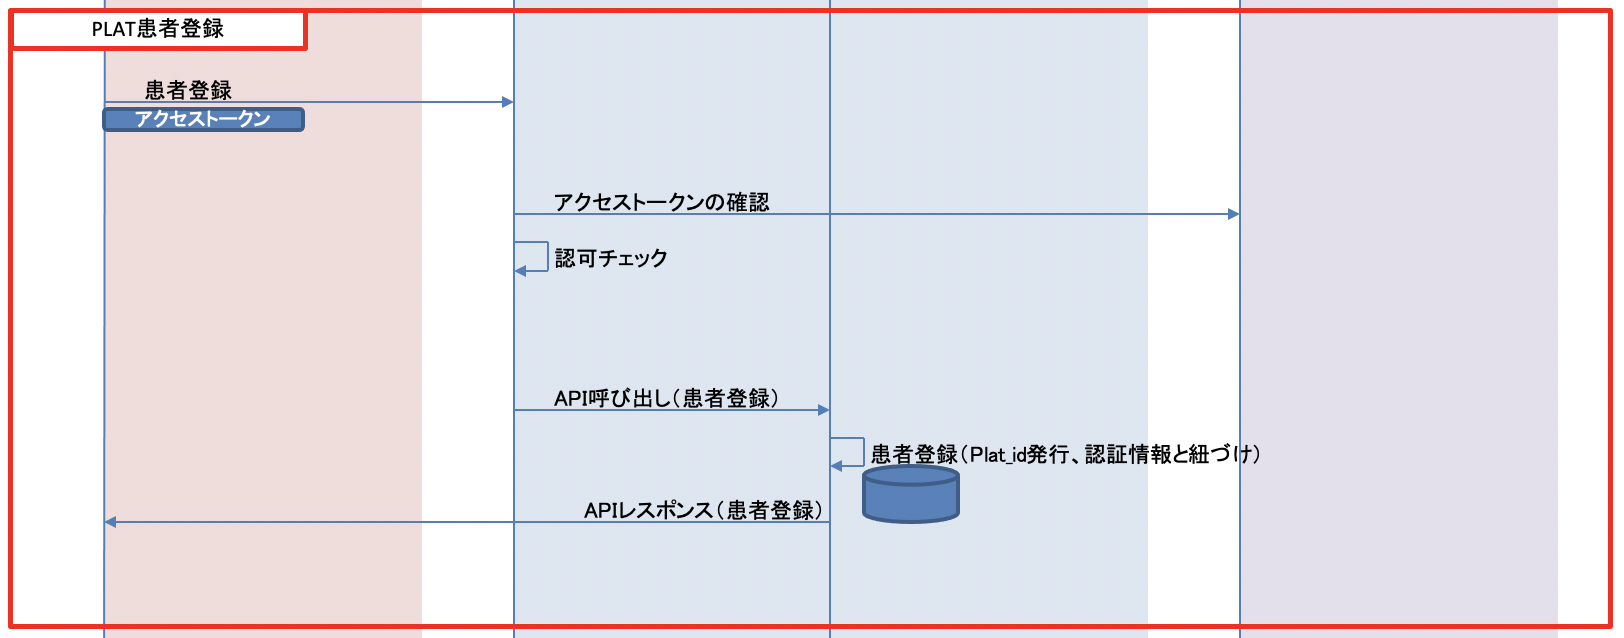 PLAT患者登録
患者登録
アクセストークン
アクセストークンの確認
認可チェック
API呼び出し（患者登録）
患者登録（Plat_id発行、認証情報と紐づけ）
APIレスポンス（患者登録）